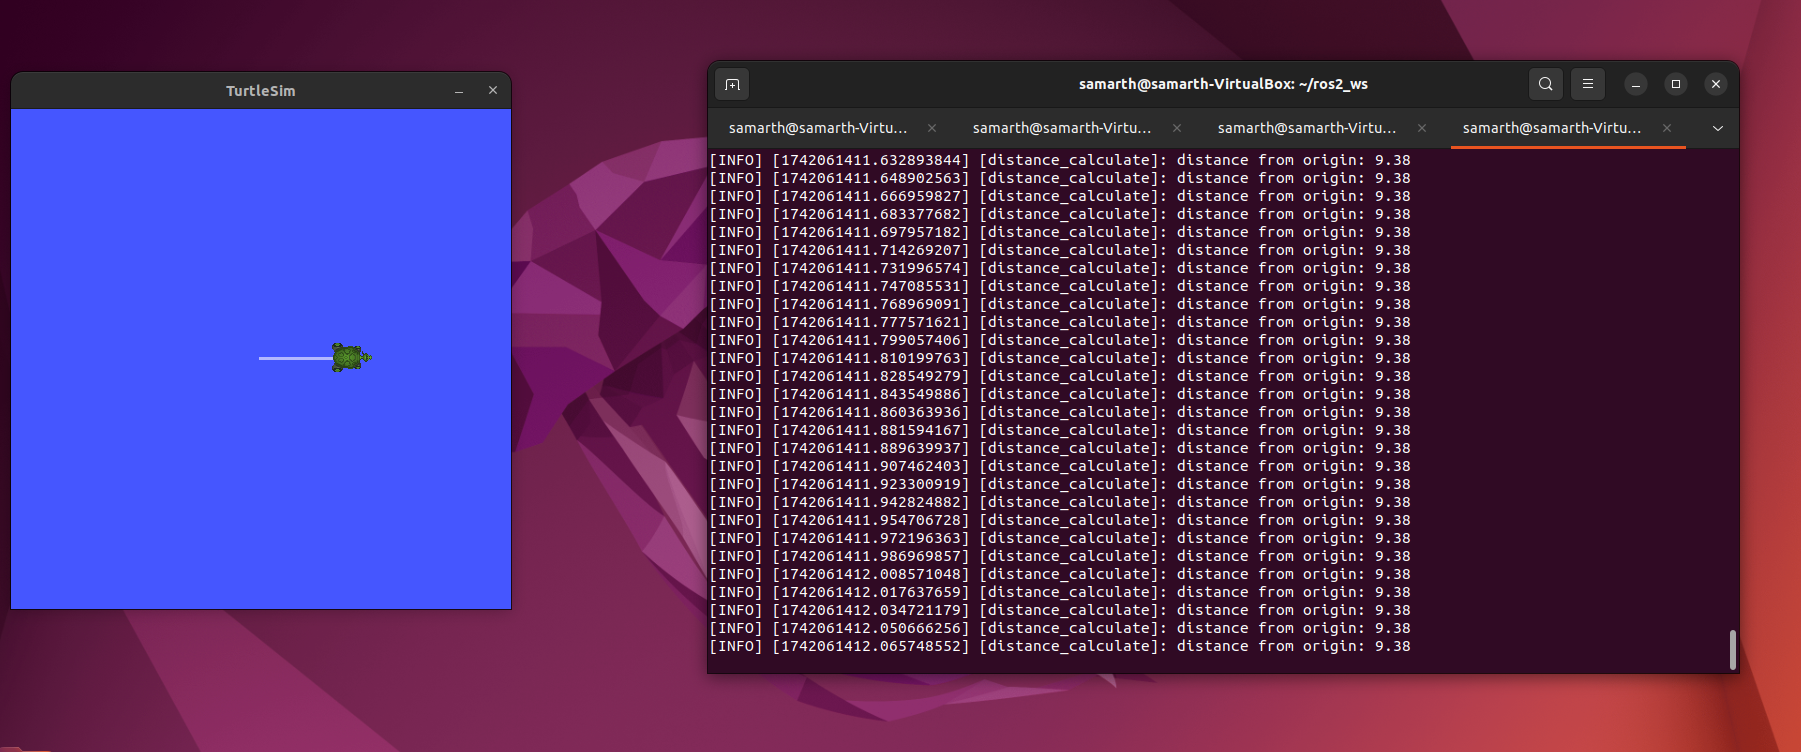 TurtleSim
samarth@samarth-VirtualBox: ~/ros2_ws
samarth@samarth-Virtu... samarth@samarth-Virtu... samarth@samarth-Virtu... samarth@samarth-Virtu...
[INFO] [1742061411.632893844] [distance_calculate]: distance from origin: 9.38
[INFO] [1742061411.648902563] [distance_calculate]: distance from origin: 9.38
[INFO] [1742061411.666959827] [distance_calculate]: distance from origin: 9.38
[INFO] [1742061411.683377682] [distance_calculate]: distance from origin: 9.38
[INFO] [1742061411.697957182] [distance_calculate]: distance from origin: 9.38
[INFO] [1742061411.714269207] [distance_calculate]: distance from origin: 9.38
[INFO] [1742061411.731996574] [distance_calculate]: distance from origin: 9.38
[INFO] [1742061411.747085531] [distance_calculate]: distance from origin: 9.38
[INFO] [1742061411.768969091] [distance_calculate]: distance from origin: 9.38
[INFO] [1742061411.777571621] [distance_calculate]: distance from origin: 9.38
[INFO] [1742061411.799057406] [distance_calculate]: distance from origin: 9.38
[INFO] [1742061411.810199763] [distance_calculate]: distance from origin: 9.38
[INFO] [1742061411.828549279] [distance_calculate]: distance from origin: 9.38
[INFO] [1742061411.843549886] [distance_calculate]: distance from origin: 9.38
[INFO] [1742061411.860363936] [distance_calculate]: distance from origin: 9.38
[INFO] [1742061411.881594167] [distance_calculate]: distance from origin: 9.38
[INFO] [1742061411.889639937] [distance_calculate]: distance from origin: 9.38
[INFO] [1742061411.907462403] [distance_calculate]: distance from origin: 9.38
[INFO] [1742061411.923300919] [distance_calculate]: distance from origin: 9.38
[INFO] [1742061411.942824882] [distance_calculate]: distance from origin: 9.38
[INFO] [1742061411.954706728] [distance_calculate]: distance from origin: 9.38
[INFO] [1742061411.972196363] [distance_calculate]: distance from origin: 9.38
[INFO] [1742061411.986969857] [distance_calculate]: distance from origin: 9.38
[INFO] [1742061412.008571048] [distance_calculate]: distance from origin: 9.38
[INFO] [1742061412.017637659] [distance_calculate]: distance from origin: 9.38
[INFO] [1742061412.034721179] [distance_calculate]: distance from origin: 9.38
[INFO] [1742061412.050666256] [distance_calculate]: distance from origin: 9.38
[INFO] [1742061412.065748552] [distance_calculate]: distance from origin: 9.38